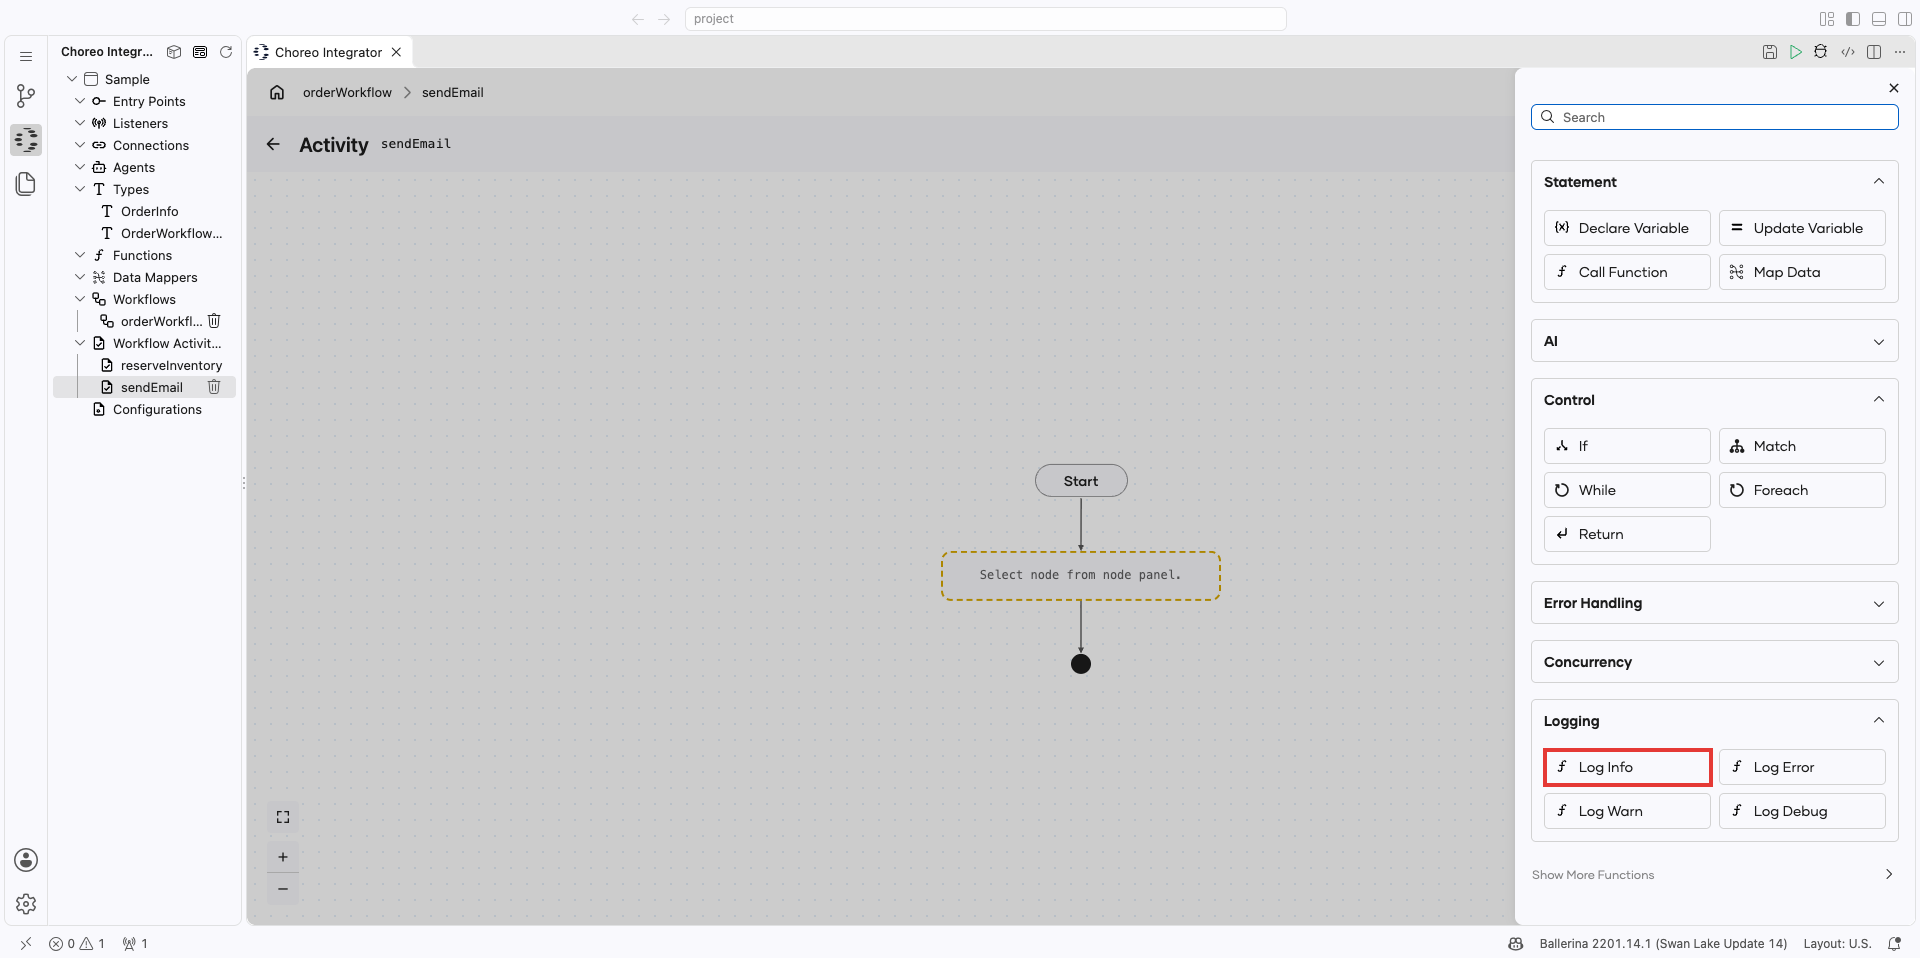 project
Choreo Integr...
Choreo Integrator
Sample
Entry Points
Listeners
Connections
Agents
Types
OrderInfo
OrderWorkflow...
Functions
Data Mappers
Workflows
orderWorkfl...
Workflow Activit...
reserveInventory
sendEmail
Configurations
orderWorkflow > sendEmail
Activity sendEmail
Start
Select node from node panel.
Search
Statement
Declare Variable
Update Variable
Call Function
Map Data
AI
Control
If
Match
While
Foreach
Return
Error Handling
Concurrency
Logging
Log Info
Log Error
Log Warn
Log Debug
Show More Functions
0 1 1
Ballerina 2201.14.1 (Swan Lake Update 14) Layout: U.S.